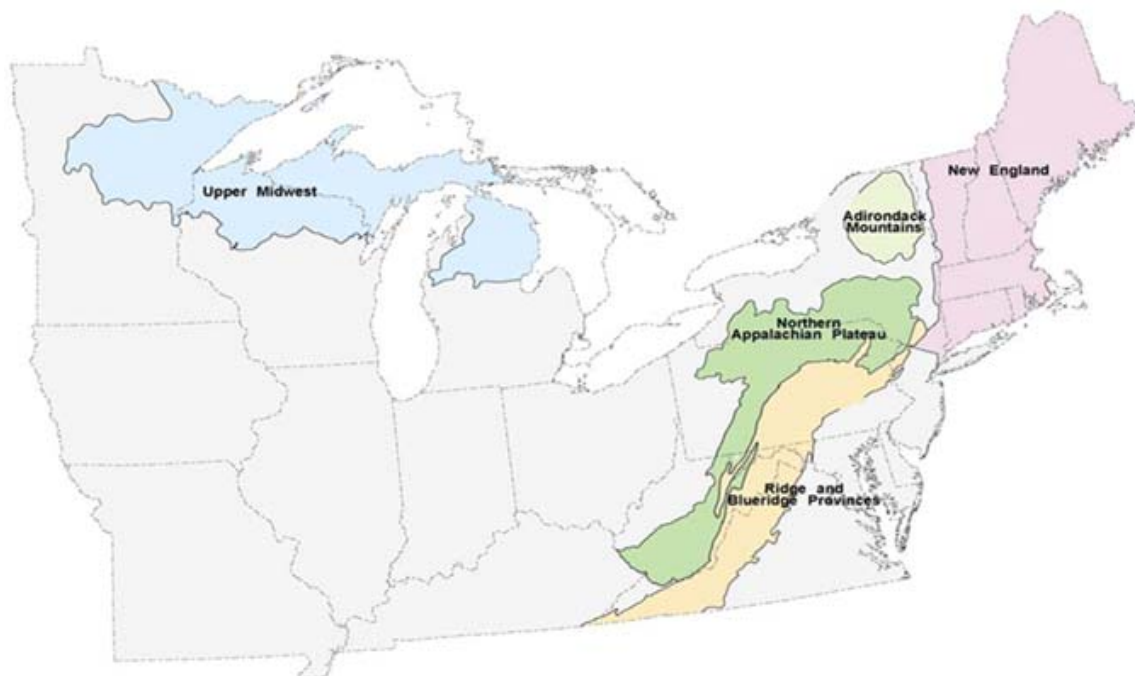 New England
Upper Midwest
Adirondack
Mountains
Northern
Appalachian Plateau
Ridge and
Blueridge Provinces